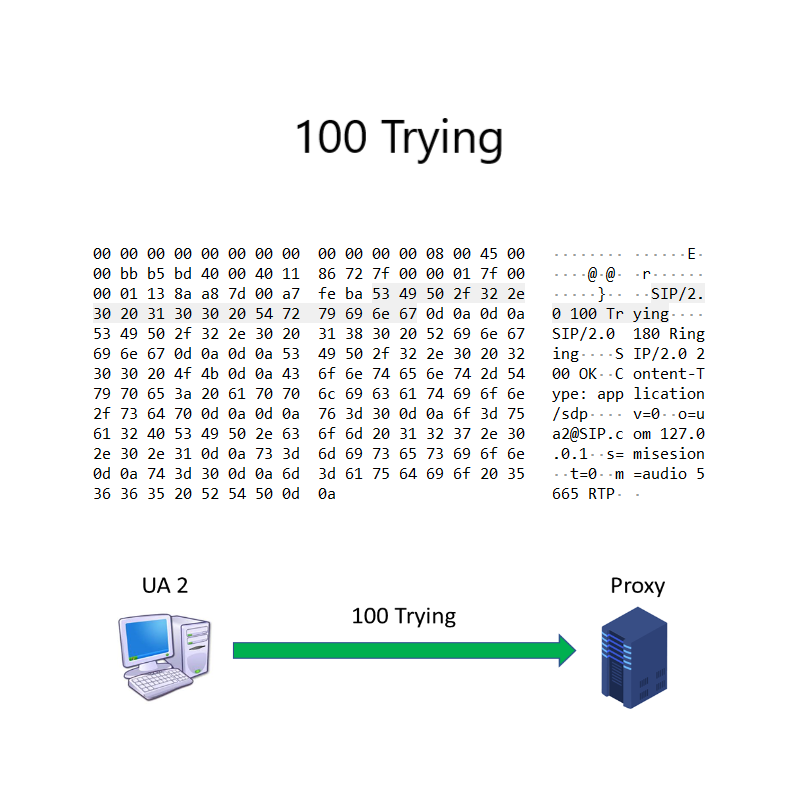 100 Trying
00 00 00 00 00 00 00 00  00 00 00 00 08 00 45 00  ········ ······E·
00 bb b5 bd 40 00 40 11  86 72 7f 00 00 01 7f 00  ····@·@· ·r······
00 01 13 8a a8 7d 00 a7  fe ba 53 49 50 2f 32 2e  ·····}·· ··SIP/2.
30 20 31 30 30 20 54 72  79 69 6e 67 0d 0a 0d 0a  0 100 Tr ying····
53 49 50 2f 32 2e 30 20  31 38 30 20 52 69 6e 67  SIP/2.0  180 Ring
69 6e 67 0d 0a 0d 0a 53  49 50 2f 32 2e 30 20 32  ing····S IP/2.0 2
30 30 20 4f 4b 0d 0a 43  6f 6e 74 65 6e 74 2d 54  00 OK··C ontent-T
79 70 65 3a 20 61 70 70  6c 69 63 61 74 69 6f 6e  ype: app lication
2f 73 64 70 0d 0a 0d 0a  76 3d 30 0d 0a 6f 3d 75  /sdp···· v=0··o=u
61 32 40 53 49 50 2e 63  6f 6d 20 31 32 37 2e 30  a2@SIP.c om 127.0
2e 30 2e 31 0d 0a 73 3d  6d 69 73 65 73 69 6f 6e  .0.1··s= misesion
0d 0a 74 3d 30 0d 0a 6d  3d 61 75 64 69 6f 20 35  ··t=0··m =audio 5
36 36 35 20 52 54 50 0d  0a  665 RTP· ·
UA 2
Proxy
100 Trying